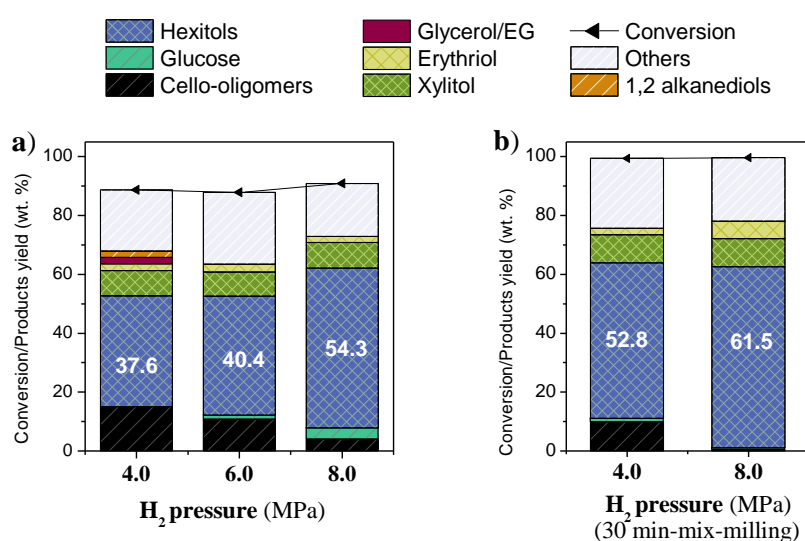 Hexitols
Glycerol/EG
Conversion
Glucose
Erythriol
Others
Cello-oligomers
Xylitol
1,2 alkanediols
a)
b)
Conversion/Products yield (wt. %)
100
80
60
40
20
0
37.6
40.4
54.3
4.0
6.0
8.0
H2 pressure (MPa)
Conversion/Products yield (wt. %)
100
80
60
40
20
0
52.8
61.5
4.0
8.0
H2 pressure (MPa)
(30 min-mix-milling)